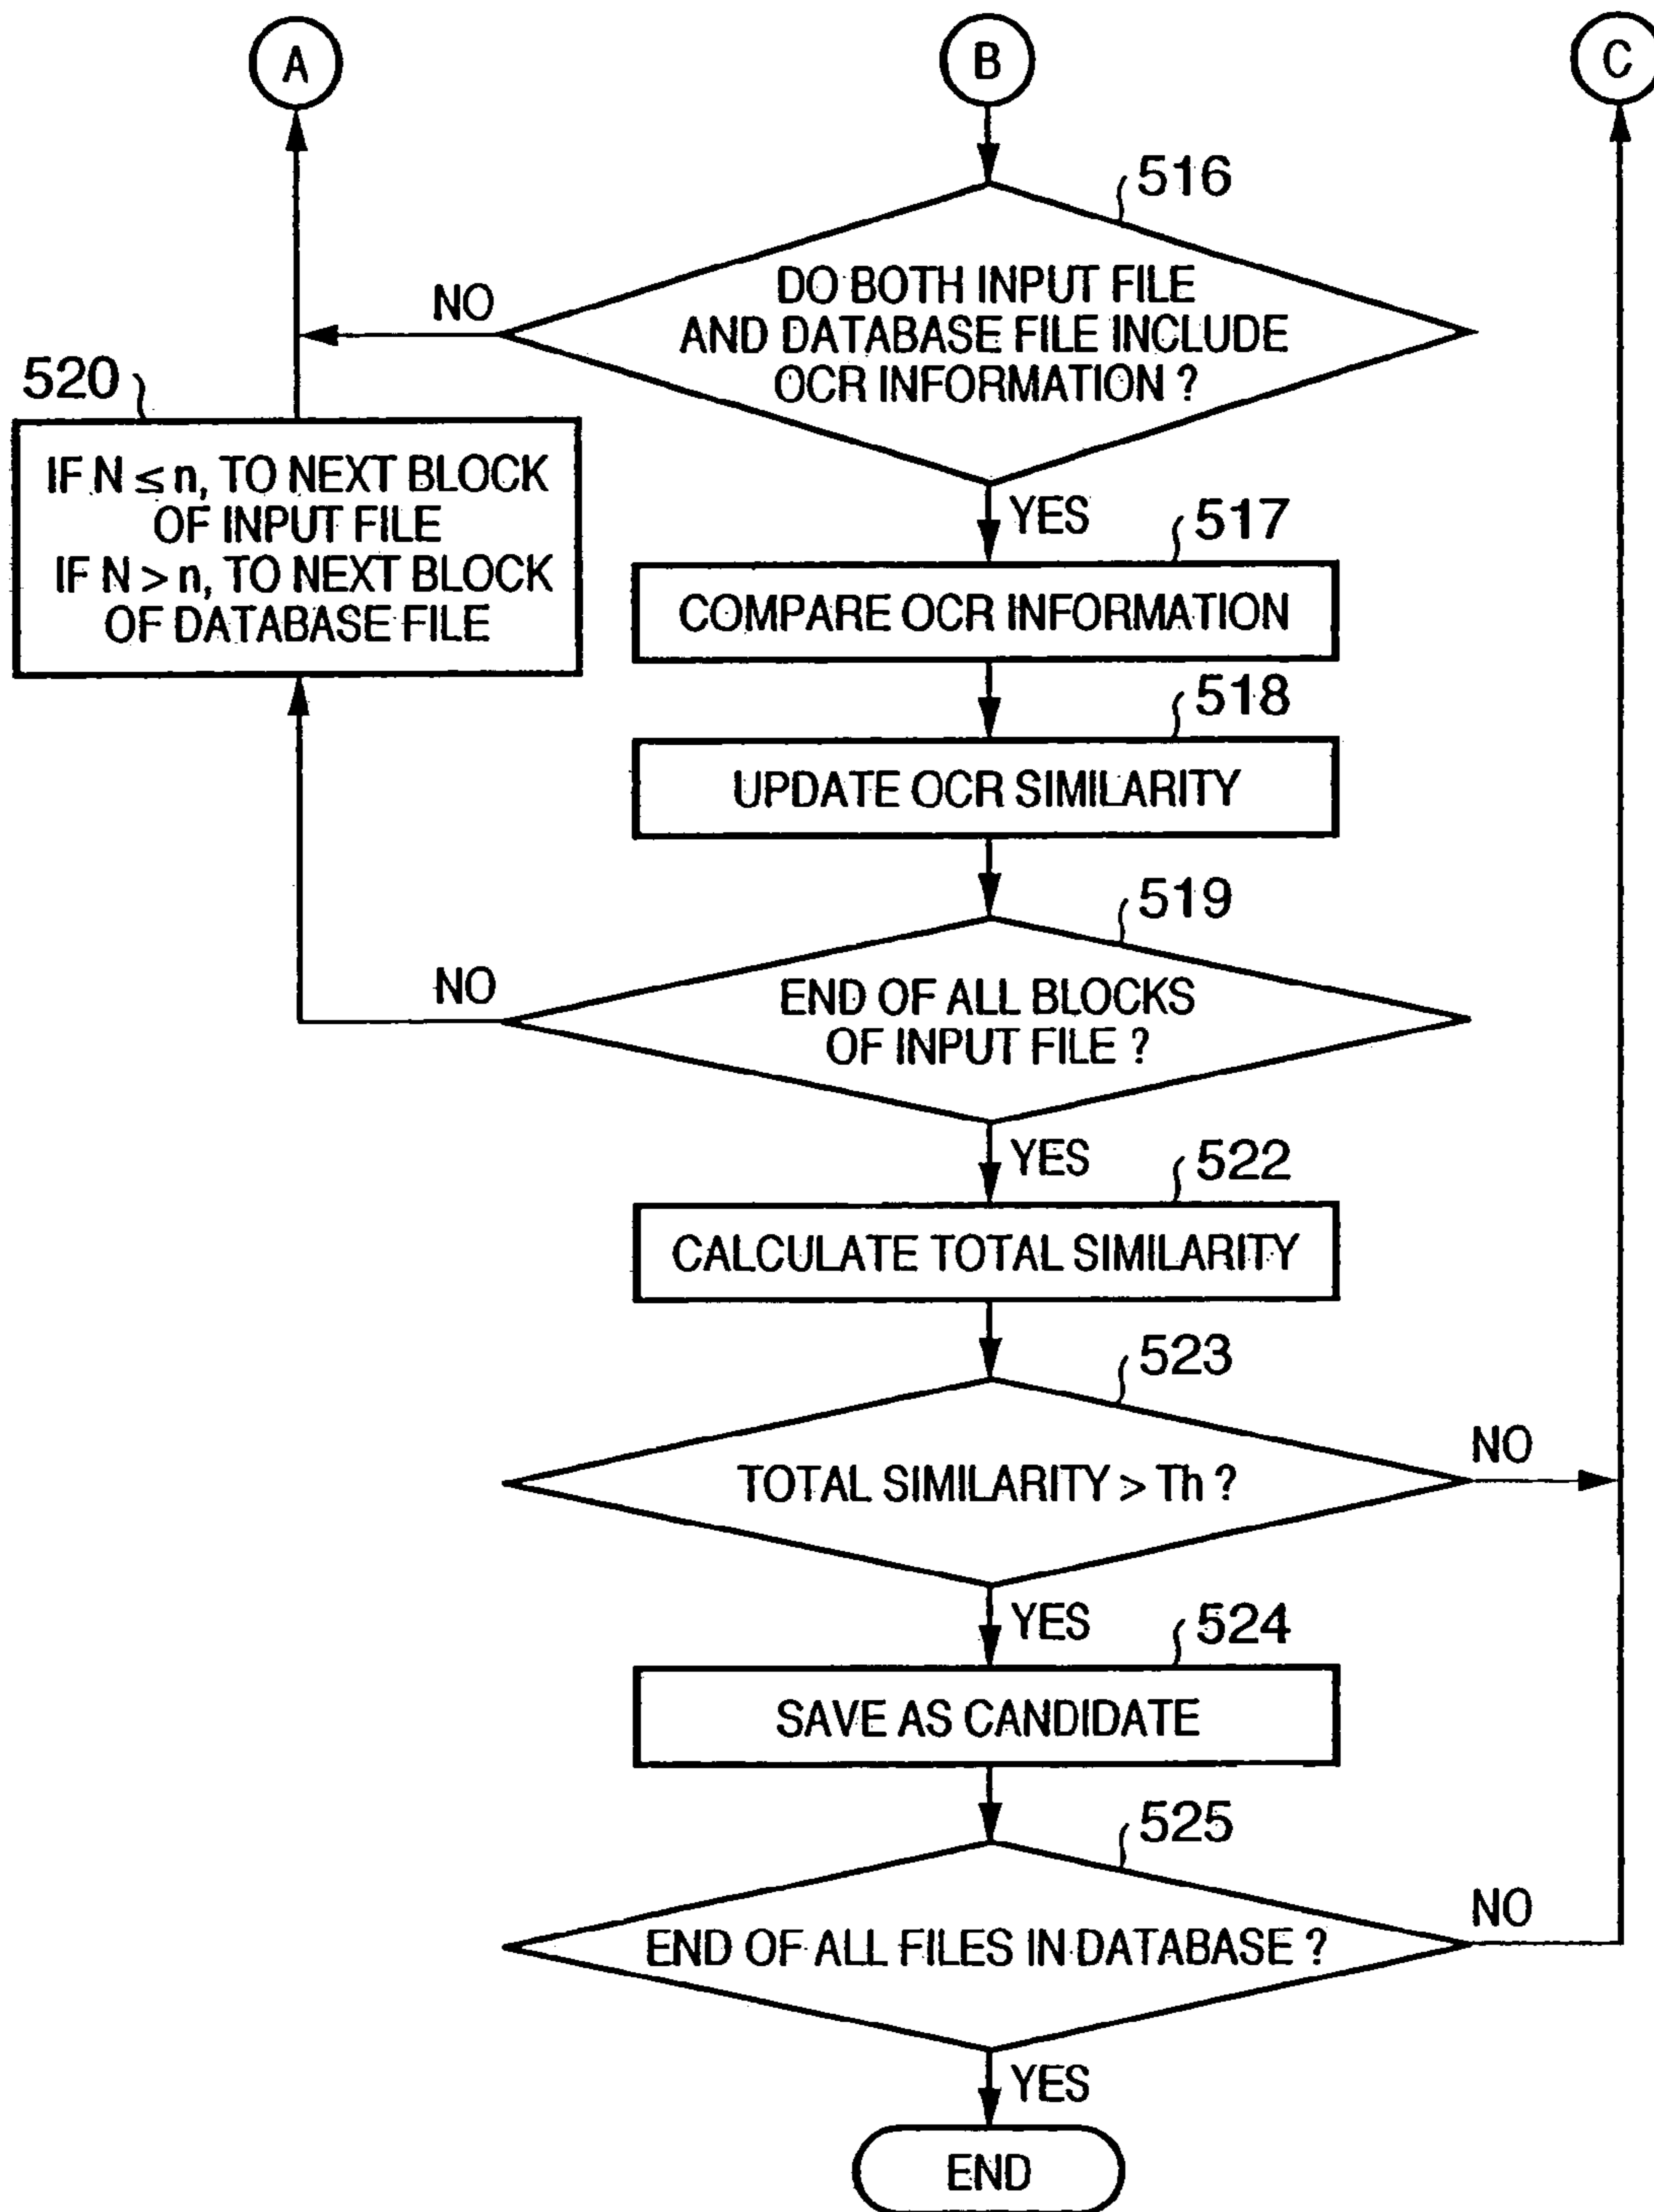 A
B
C
516
DO BOTH INPUT FILE
AND DATABASE FILE INCLUDE
OCR INFORMATION ?
NO
YES
520
IF N ≤ n, TO NEXT BLOCK
OF INPUT FILE
IF N > n, TO NEXT BLOCK
OF DATABASE FILE
517
COMPARE OCR INFORMATION
518
UPDATE OCR SIMILARITY
519
END OF ALL BLOCKS
OF INPUT FILE ?
NO
YES
522
CALCULATE TOTAL SIMILARITY
523
TOTAL SIMILARITY > Th ?
NO
YES
524
SAVE AS CANDIDATE
525
END OF ALL FILES IN DATABASE ?
NO
YES
END